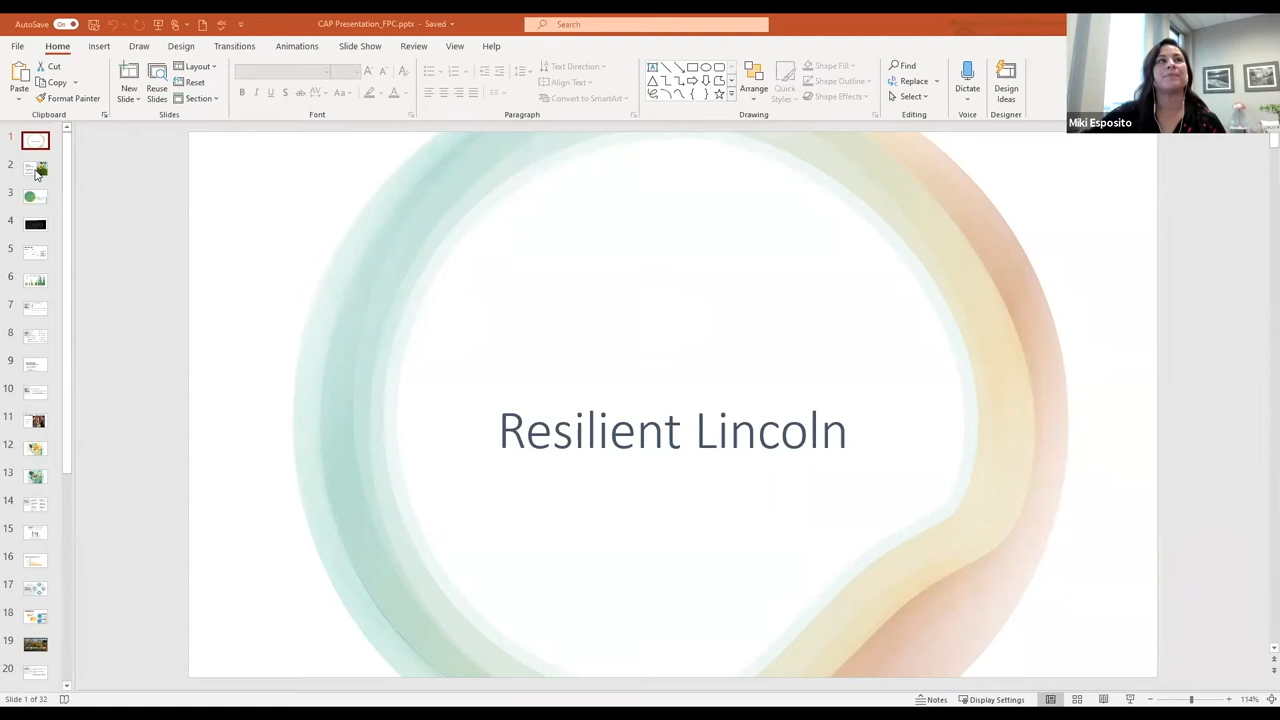 AutoSave On CAP Presentation_FPC.pptx - Saved Search
File Home Insert Draw Design Transitions Animations Slide Show Review View Help
Paste Cut Copy Format Painter Clipboard
New Slide Reuse Slides Layout Reset Section Slides
B I U S ab AV Aa A Font
Text Direction Align Text Convert to SmartArt Paragraph
Arrange Quick Styles Shape Fill Shape Outline Shape Effects Drawing
Find Replace Select Editing
Dictate Voice
Design Ideas Designer
Miki Esposito
1
2
3
4
5
6
7
8
9
10
11
12
13
14
15
16
17
18
19
20
Resilient Lincoln
Slide 1 of 32 Notes Display Settings 114%